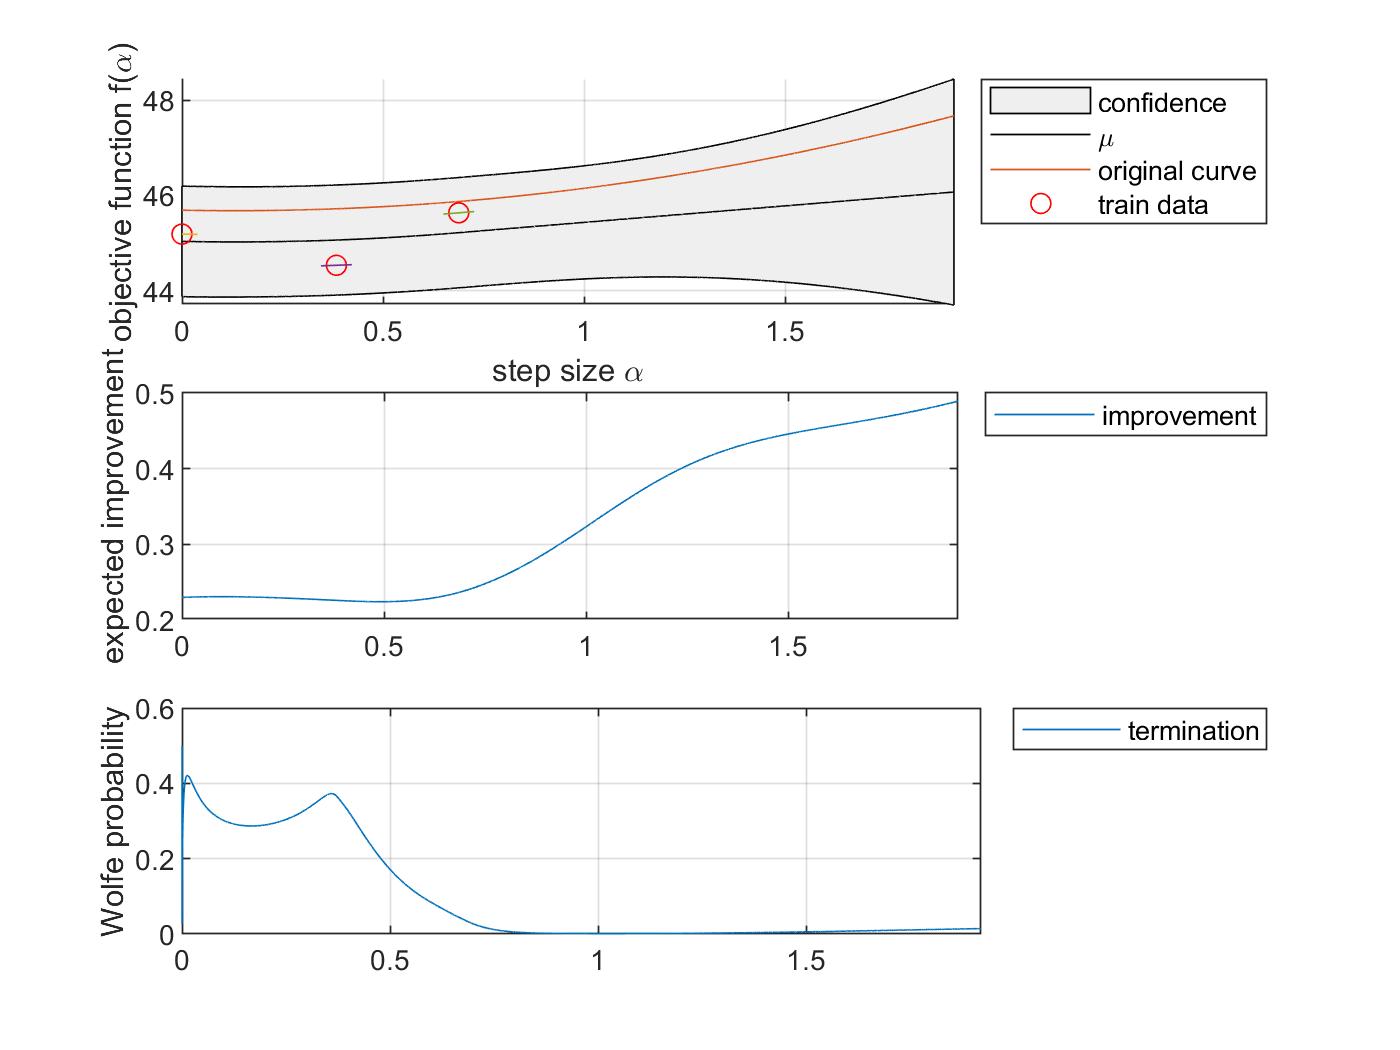 objective function f(α)
48
46
44
0 0.5 1 1.5
step size α
confidence
μ
original curve
train data
expected improvement
0.5
0.4
0.3
0.2
0 0.5 1 1.5
improvement
Wolfe probability
0.6
0.4
0.2
0
0 0.5 1 1.5
termination